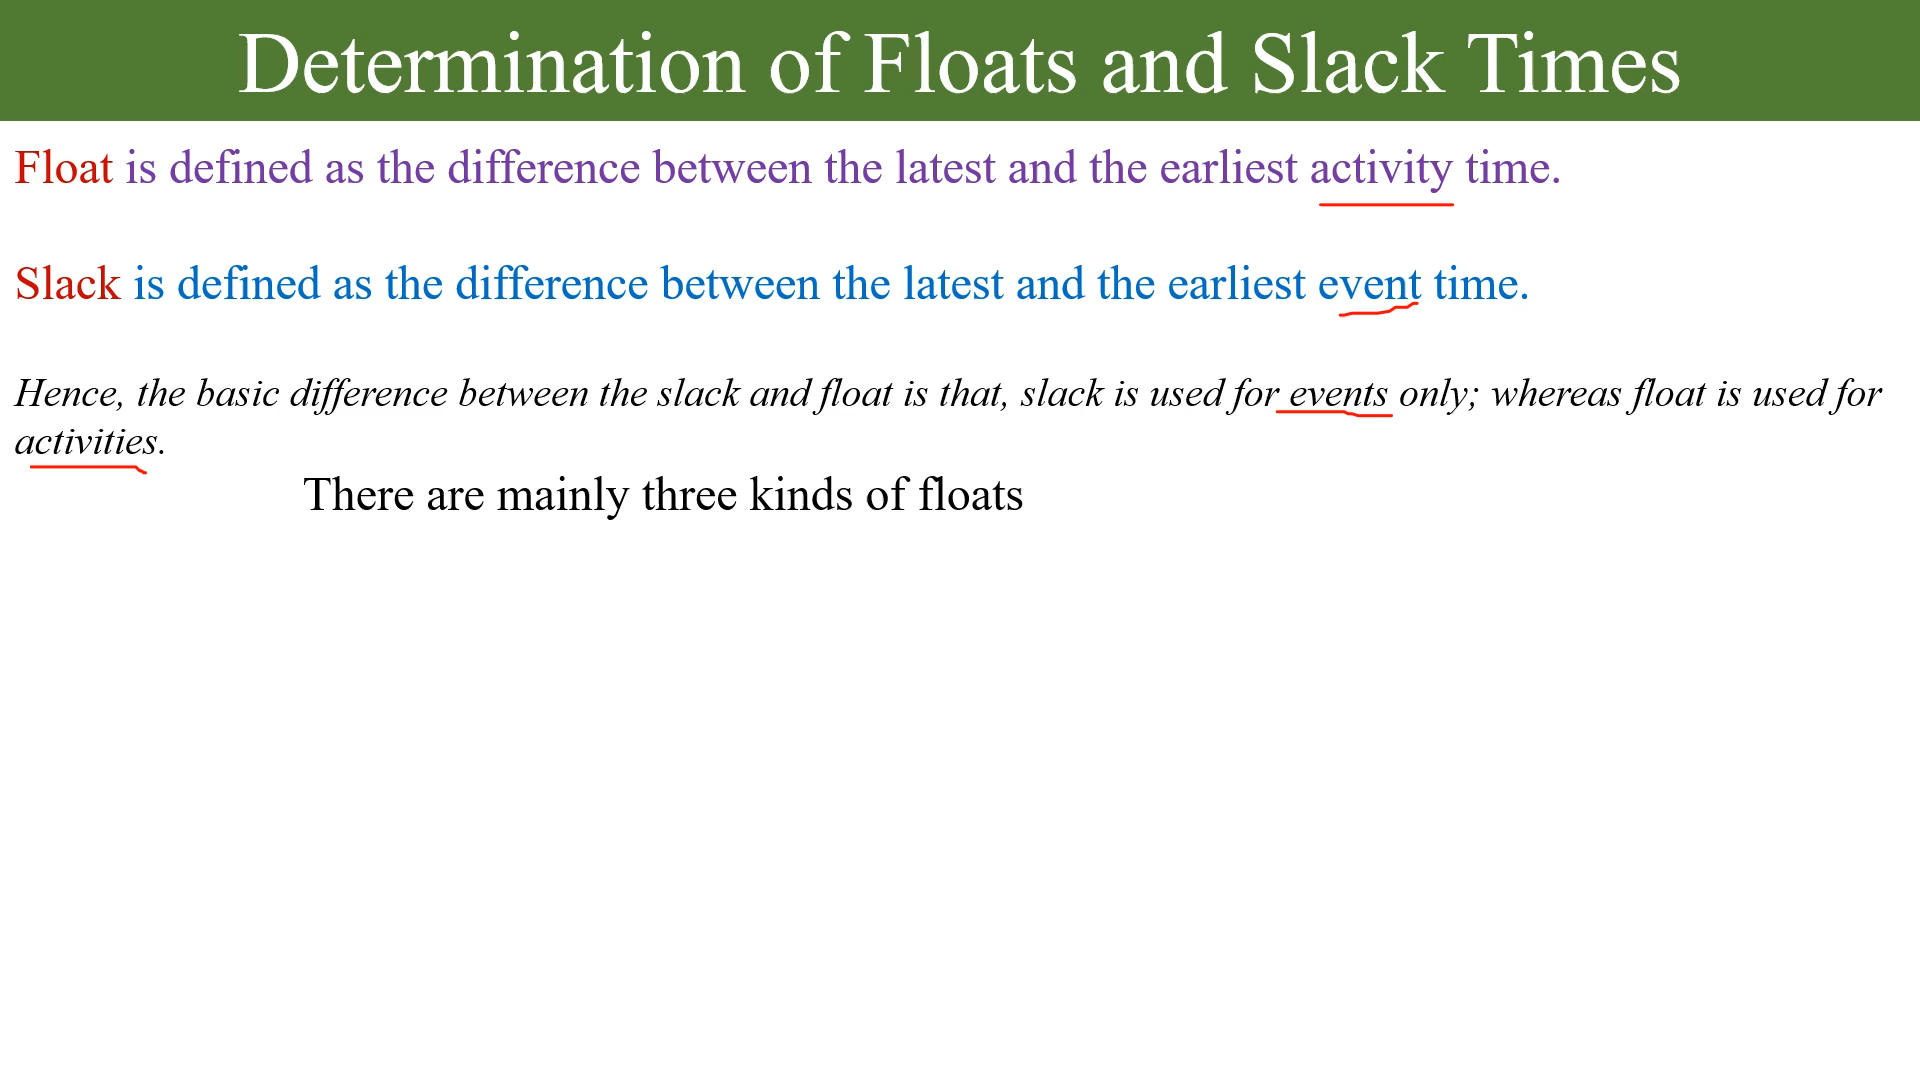 Determination of Floats and Slack Times
Float is defined as the difference between the latest and the earliest activity time.
Slack is defined as the difference between the latest and the earliest event time.
Hence, the basic difference between the slack and float is that, slack is used for events only; whereas float is used for
activities.
There are mainly three kinds of floats